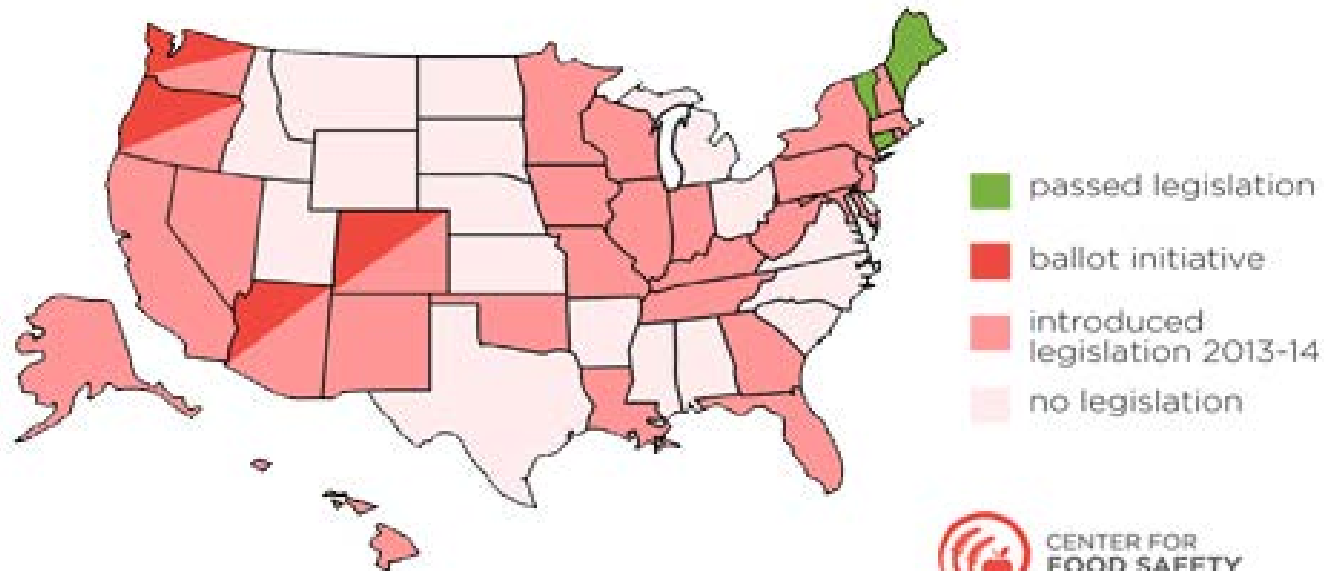 passed legislation
ballot initiative
introduced
legislation 2013-14
no legislation
CENTER FOR
FOOD SAFETY